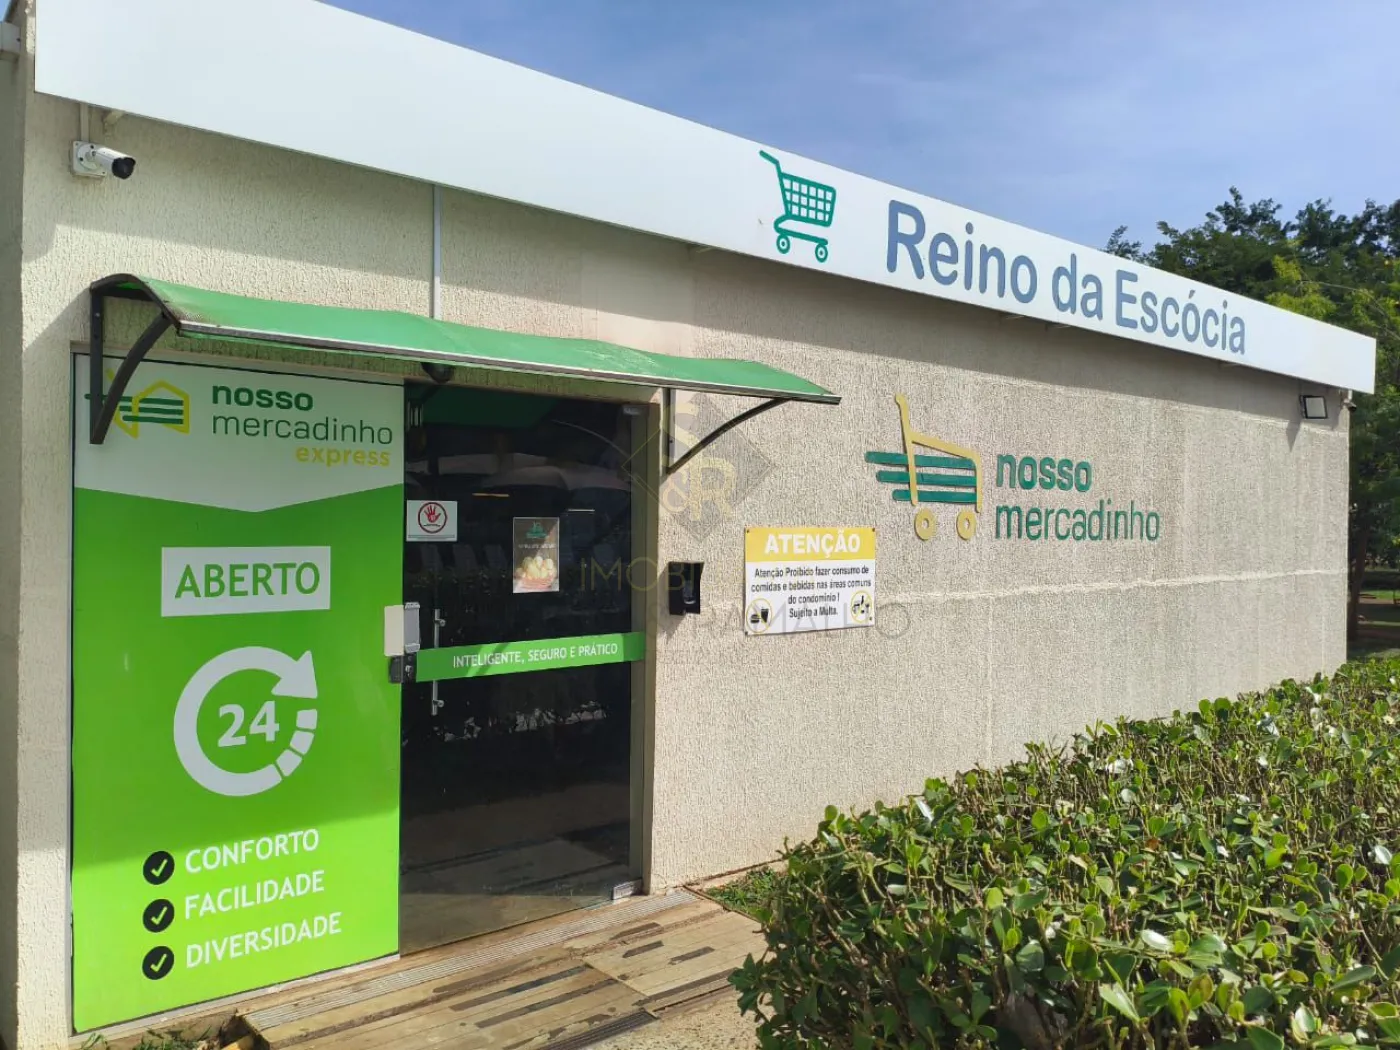 Reino da Escócia
nosso
mercadinho
express
ABERTO
24
CONFORTO
FACILIDADE
DIVERSIDADE
INTELIGENTE, SEGURO E PRÁTICO
ATENÇÃO
Atenção Proibido fazer consumo de
comidas e bebidas nas áreas comuns
do condomínio !
Sujeito a Multa.
nosso
mercadinho
S
&R